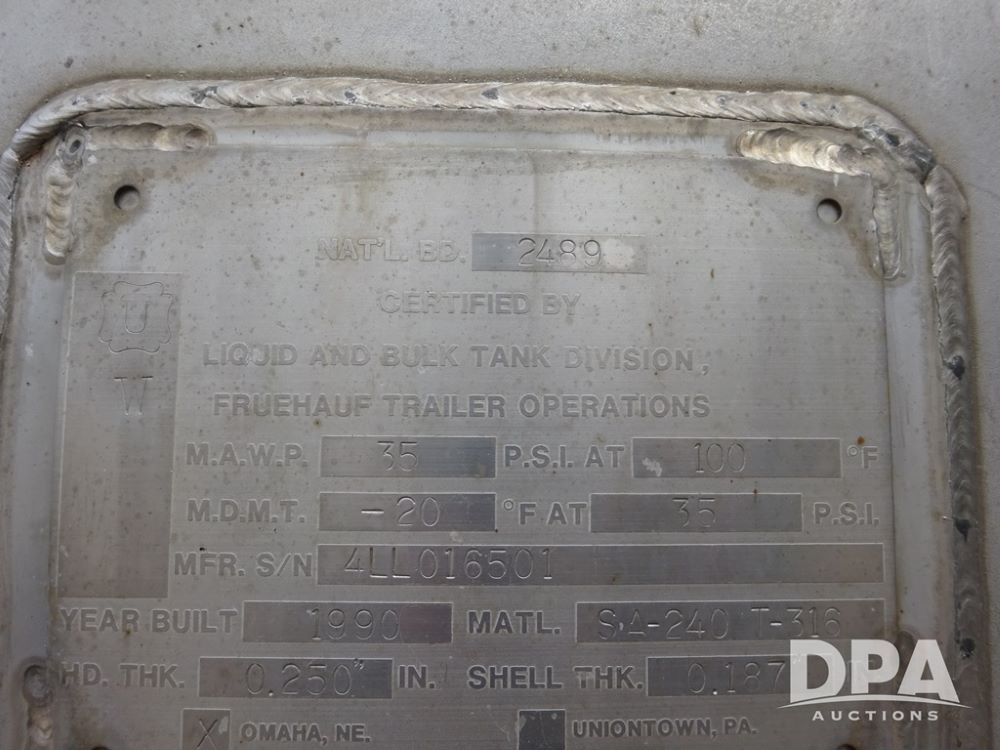 NAT'L. BD. 2489
U
CERTIFIED BY
LIQUID AND BULK TANK DIVISION,
W
FRUEHAUF TRAILER OPERATIONS
M.A.W.P. 35 P.S.I. AT 100 °F
M.D.M.T. -20 °F AT 35 P.S.I.
MFR. S/N 4LL016501
YEAR BUILT 1990 MATL. SA-240 T-316
HD. THK. 0.250" IN. SHELL THK. 0.187
X OMAHA, NE. UNIONTOWN, PA.
DPA
AUCTIONS